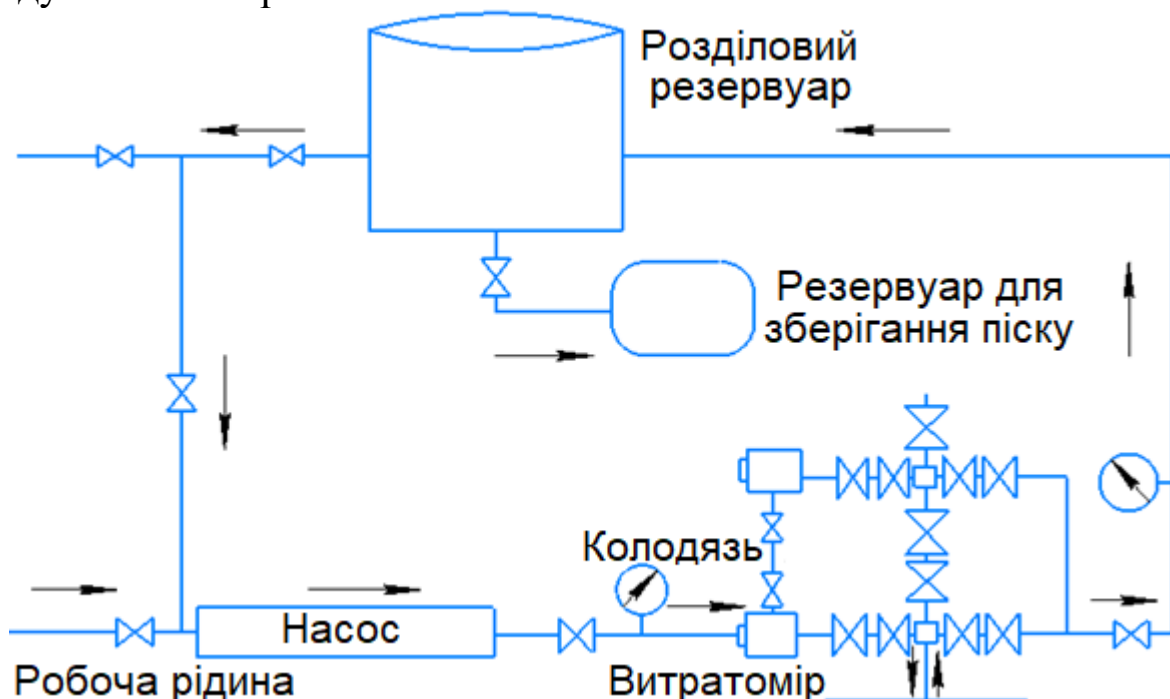 Розділовий
резервуар
Резервуар для
зберігання піску
Колодязь
Насос
Робоча рідина
Витратомір